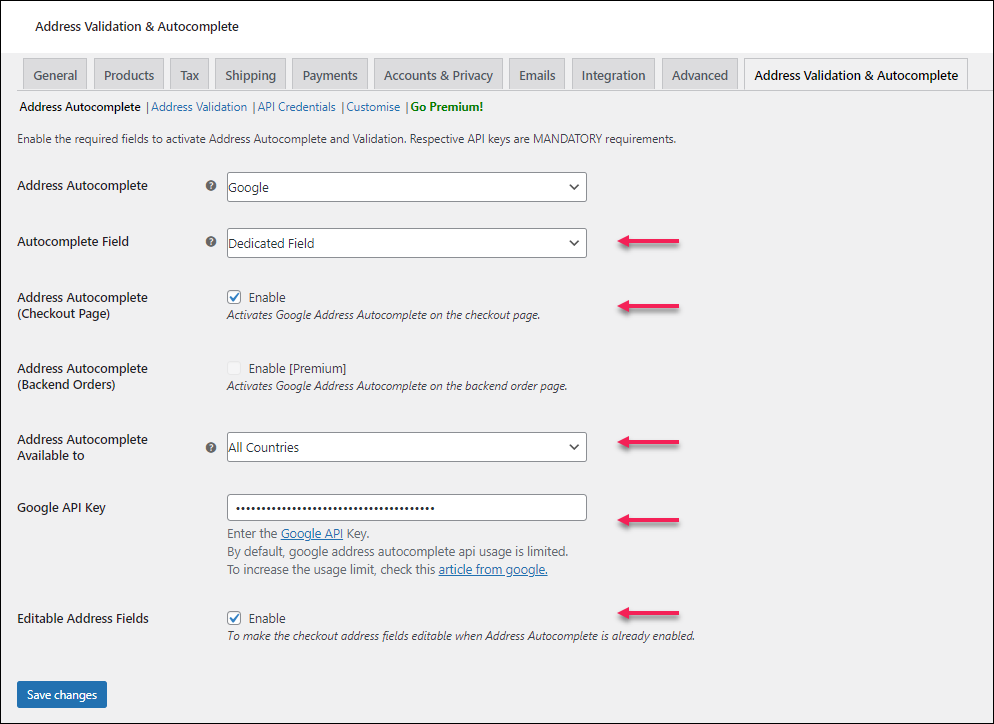 Address Validation & Autocomplete
General Products Tax Shipping Payments Accounts & Privacy Emails Integration Advanced Address Validation & Autocomplete
Address Autocomplete | Address Validation | API Credentials | Customise | Go Premium!
Enable the required fields to activate Address Autocomplete and Validation. Respective API keys are MANDATORY requirements.
Address Autocomplete ? Google
Autocomplete Field ? Dedicated Field
Address Autocomplete
(Checkout Page)
Enable
Activates Google Address Autocomplete on the checkout page.
Address Autocomplete
(Backend Orders)
Enable [Premium]
Activates Google Address Autocomplete on the backend order page.
Address Autocomplete
Available to
? All Countries
Google API Key
Enter the Google API Key.
By default, google address autocomplete api usage is limited.
To increase the usage limit, check this article from google.
Editable Address Fields Enable
To make the checkout address fields editable when Address Autocomplete is already enabled.
Save changes